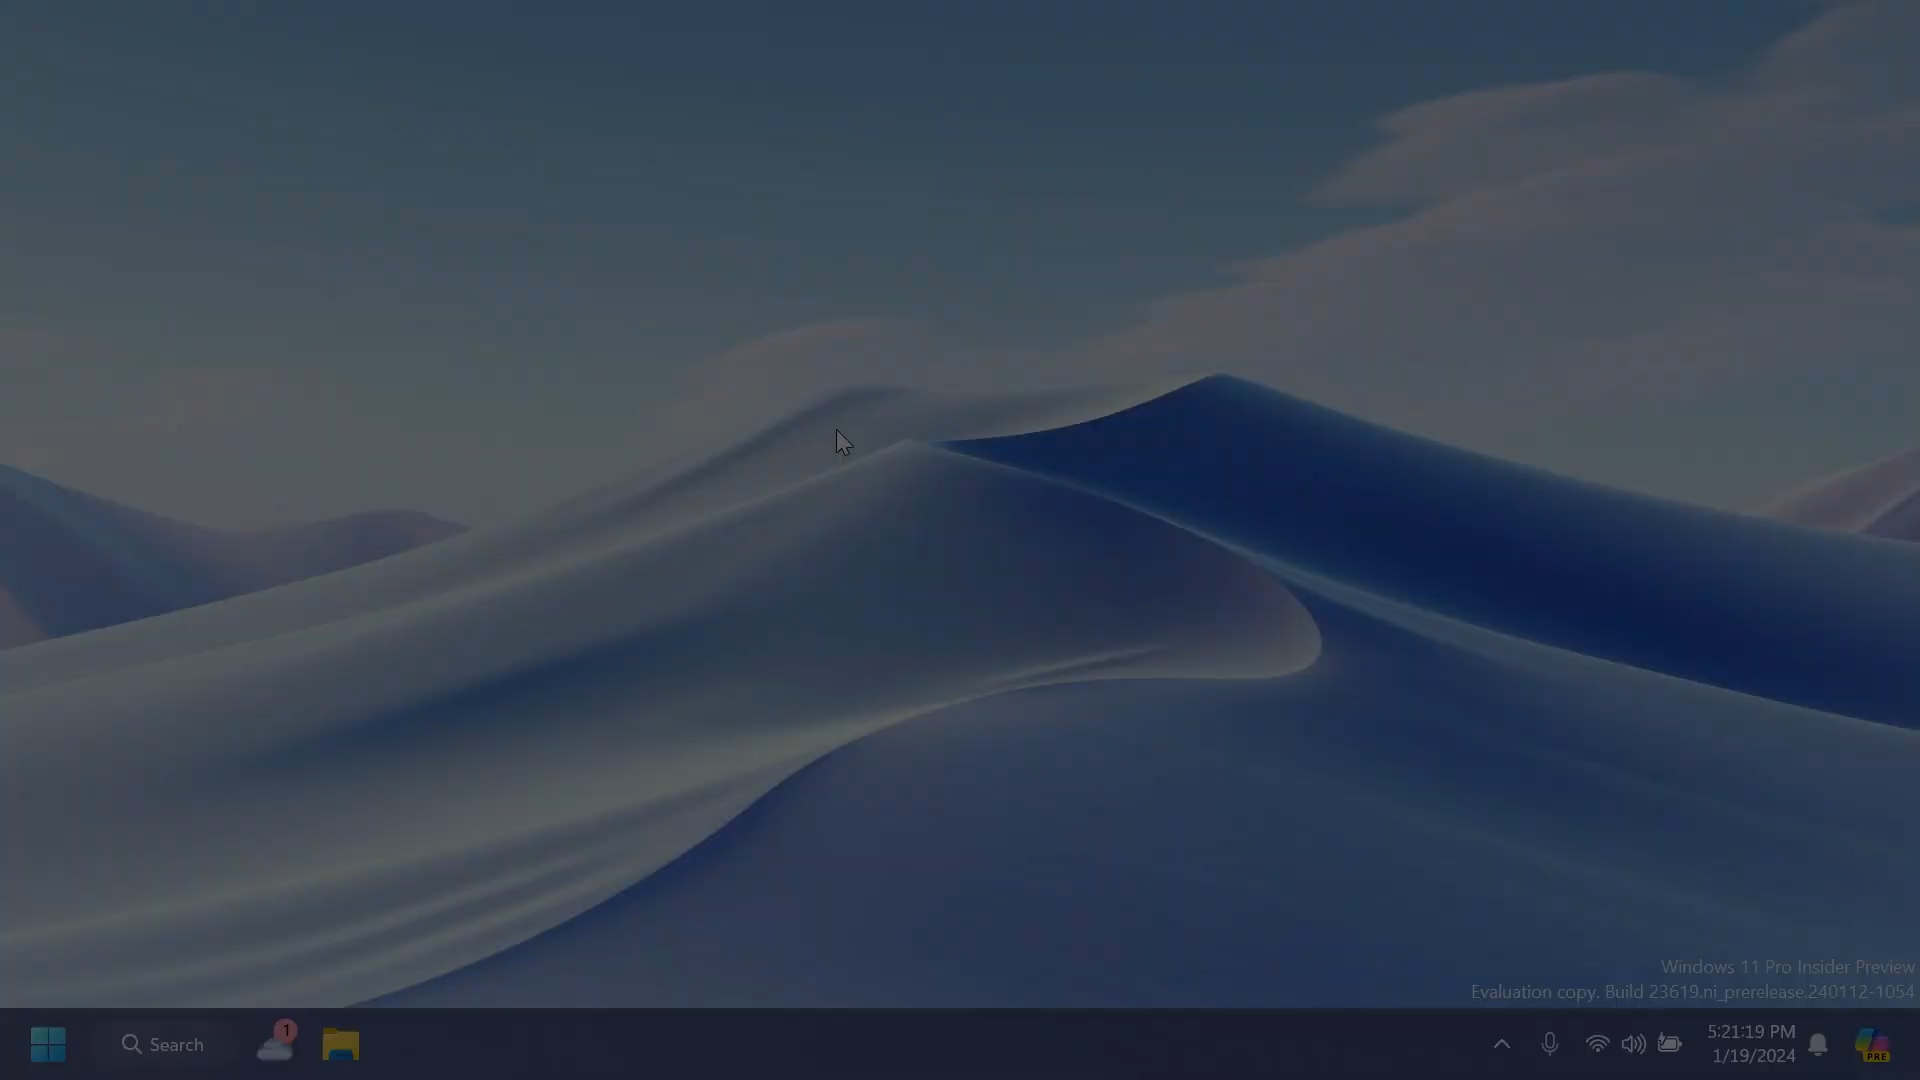 Windows 11 Pro Insider Preview
Evaluation copy. Build 23619.ni_prerelease.240112-1054
Search
1
5:21:19 PM
1/19/2024
PRE